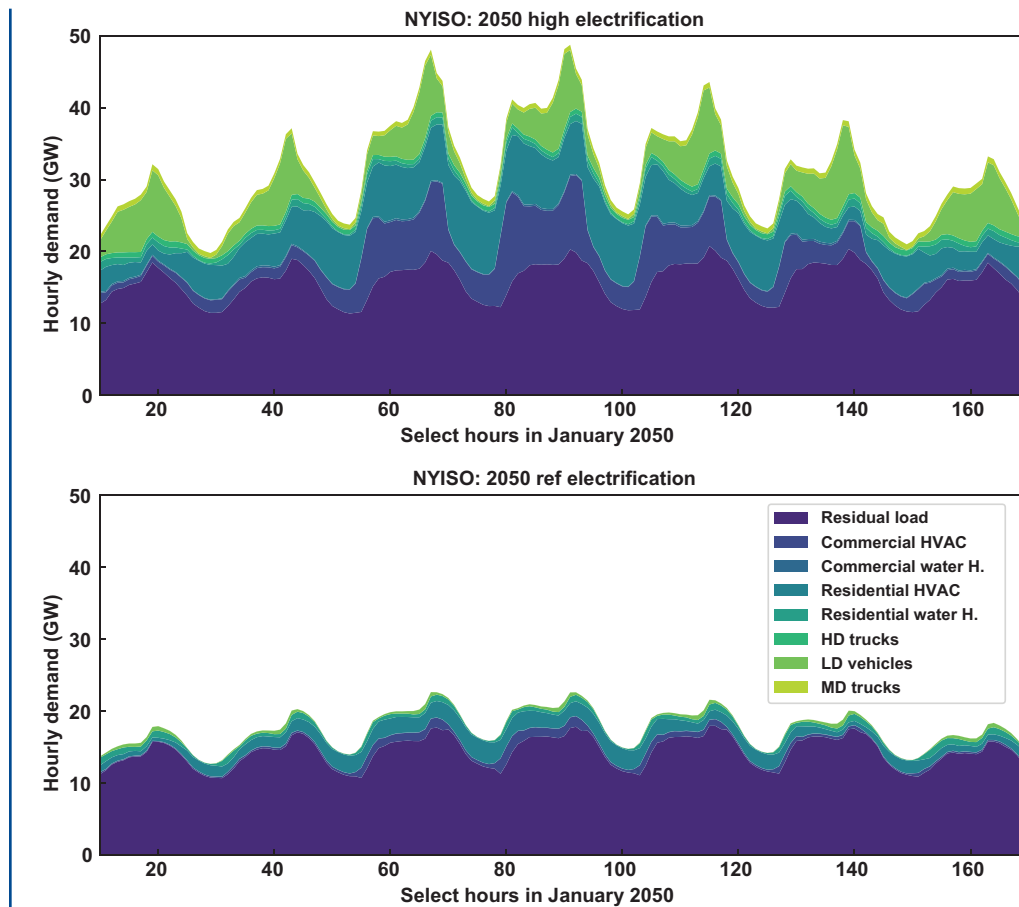 NYISO: 2050 high electrification
50
40
30
20
10
0
Hourly demand (GW)
20 40 60 80 100 120 140 160
Select hours in January 2050
NYISO: 2050 ref electrification
50
40
30
20
10
0
Hourly demand (GW)
Residual load
Commercial HVAC
Commercial water H.
Residential HVAC
Residential water H.
HD trucks
LD vehicles
MD trucks
20 40 60 80 100 120 140 160
Select hours in January 2050